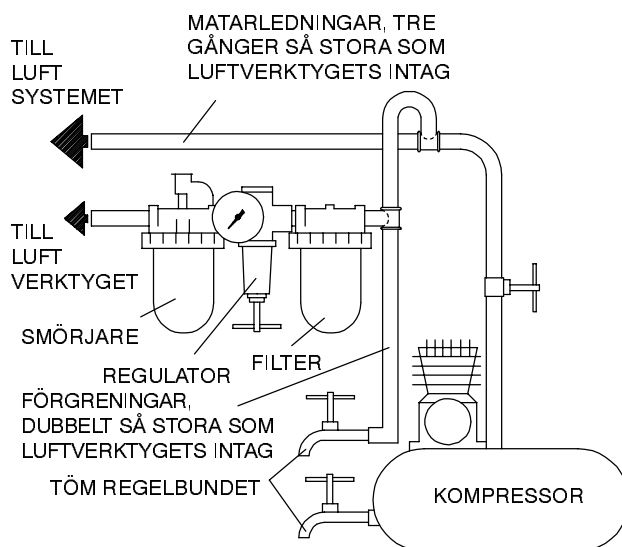 MATARLEDNINGAR, TRE
GÅNGER SÅ STORA SOM
LUFTVERKTYGETS INTAG
TILL
LUFT
SYSTEMET
TILL
LUFT
VERKTYGET
SMÖRJARE
REGULATOR
FILTER
FÖRGRENINGAR,
DUBBELT SÅ STORA SOM
LUFTVERKTYGETS INTAG
TÖM REGELBUNDET
KOMPRESSOR